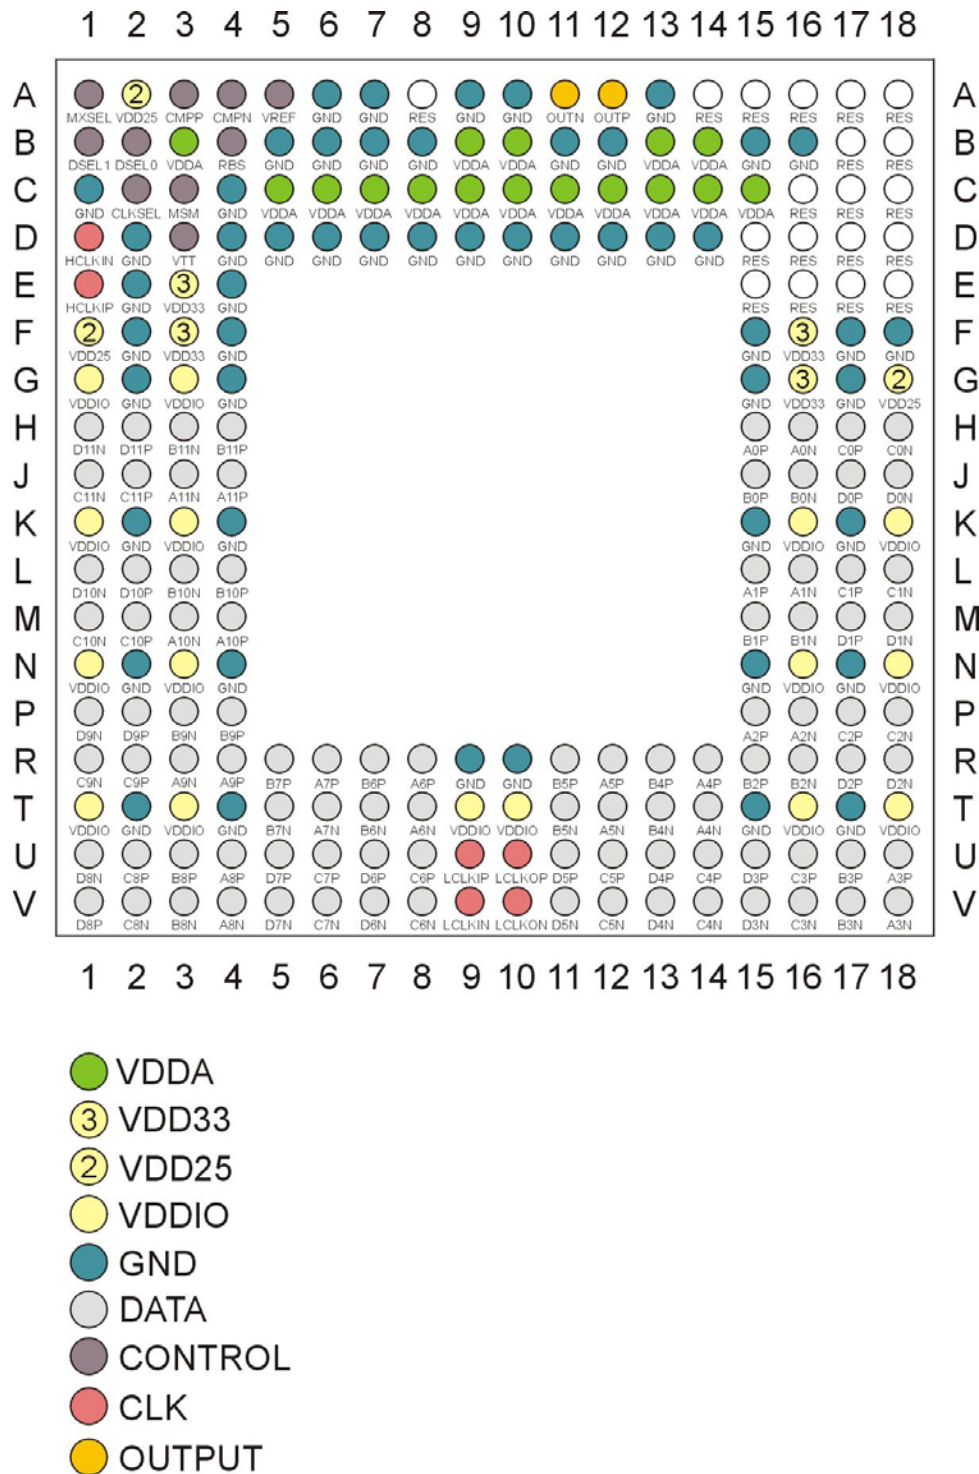 1 2 3 4 5 6 7 8 9 10 11 12 13 14 15 16 17 18
A 2 A
MXSEL VDD25 CMPP CMPN VREF GND GND RES GND GND OUTN OUTP GND RES RES RES RES RES
B B
DSEL1 DSEL0 VDDA RBS GND GND GND GND VDDA VDDA GND GND VDDA VDDA GND GND RES RES
C C
GND CLKSEL MSM GND VDDA VDDA VDDA VDDA VDDA VDDA VDDA VDDA VDDA VDDA VDDA RES RES RES
D D
HCLKIN GND VTT GND GND GND GND GND GND GND GND GND GND GND RES RES RES RES
E 3 E
HCLKIP GND VDD33 GND RES RES RES RES
F 2 3 3 F
VDD25 GND VDD33 GND GND VDD33 GND GND
G 3 2 G
VDDIO GND VDDIO GND GND VDD33 GND VDD25
H H
D11N D11P B11N B11P A0P A0N C0P C0N
J J
C11N C11P A11N A11P B0P B0N D0P D0N
K K
VDDIO GND VDDIO GND GND VDDIO GND VDDIO
L L
D10N D10P B10N B10P A1P A1N C1P C1N
M M
C10N C10P A10N A10P B1P B1N D1P D1N
N N
VDDIO GND VDDIO GND GND VDDIO GND VDDIO
P P
D9N D9P B9N B9P A2P A2N C2P C2N
R R
C9N C9P A9N A9P B7P A7P B6P A6P GND GND B5P A5P B4P A4P B2P B2N D2P D2N
T T
VDDIO GND VDDIO GND B7N A7N B6N A6N VDDIO VDDIO B5N A5N B4N A4N GND VDDIO GND VDDIO
U U
D8N C8P B8P A8P D7P C7P D6P C6P LCLKIP LCLKOP D5P C5P D4P C4P D3P C3P B3P A3P
V V
D8P C8N B8N A8N D7N C7N D6N C6N LCLKIN LCLKON D5N C5N D4N C4N D3N C3N B3N A3N
1 2 3 4 5 6 7 8 9 10 11 12 13 14 15 16 17 18
VDDA
3 VDD33
2 VDD25
VDDIO
GND
DATA
CONTROL
CLK
OUTPUT